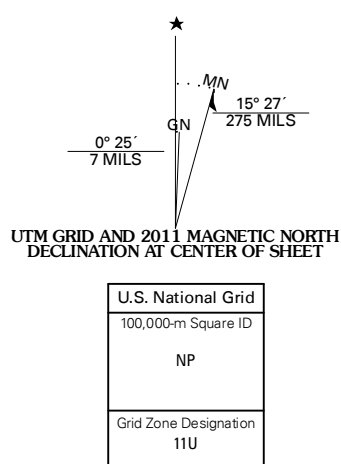 ★
MN
GN
15° 27´
275 MILS
0° 25´
7 MILS
UTM GRID AND 2011 MAGNETIC NORTH
DECLINATION AT CENTER OF SHEET
U.S. National Grid
100,000-m Square ID
NP
Grid Zone Designation
11U